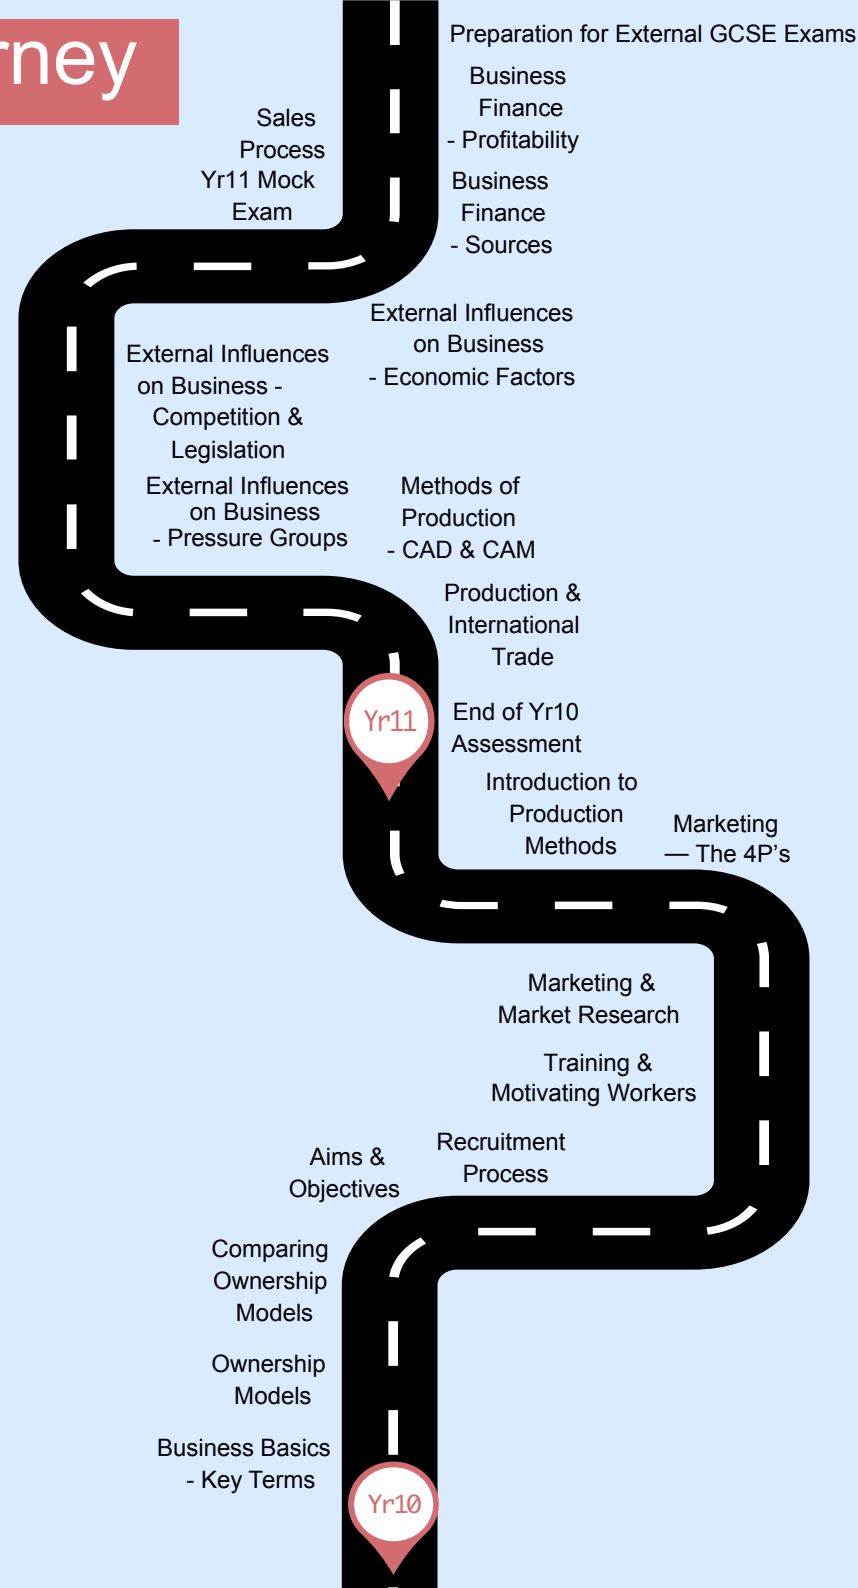 rney
Preparation for External GCSE Exams
Business
Finance
- Profitability
Sales
Process
Yr11 Mock
Exam
Business
Finance
- Sources
External Influences
on Business
- Economic Factors
External Influences
on Business -
Competition &
Legislation
External Influences
on Business
- Pressure Groups
Methods of
Production
- CAD & CAM
Production &
International
Trade
Yr11
End of Yr10
Assessment
Introduction to
Production
Methods
Marketing
— The 4P’s
Marketing &
Market Research
Training &
Motivating Workers
Recruitment
Process
Aims &
Objectives
Comparing
Ownership
Models
Ownership
Models
Business Basics
- Key Terms
Yr10